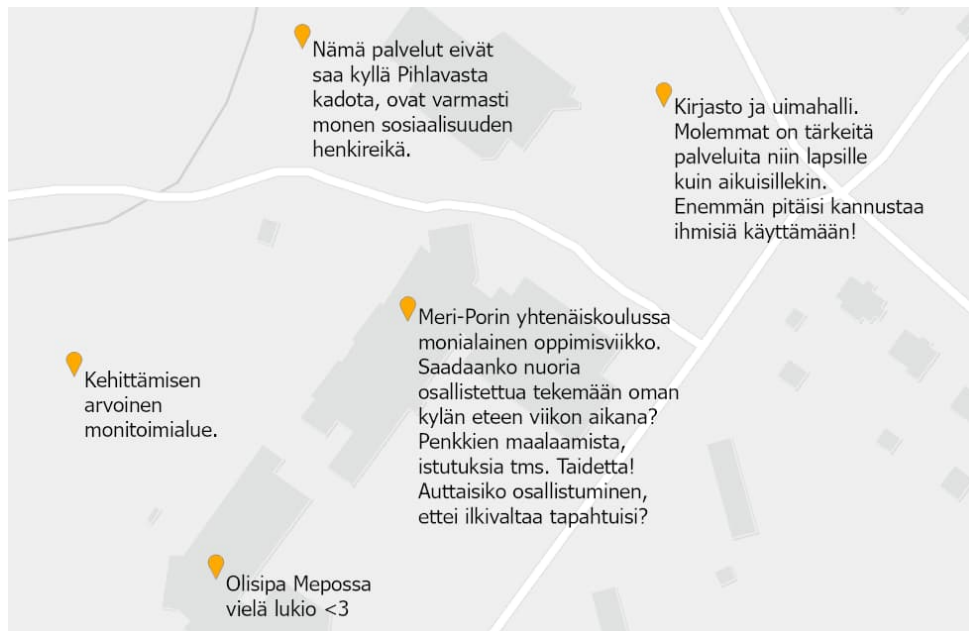 Nämä palvelut eivät
saa kyllä Pihlavasta
kadota, ovat varmasti
monen sosiaalisuuden
henkireikä.
Kirjasto ja uimahalli.
Molemmat on tärkeitä
palveluita niin lapsille
kuin aikuisillekin.
Enemmän pitäisi kannustaa
ihmisiä käyttämään!
Meri-Porin yhtenäiskoulussa
monialainen oppimisviikko.
Saadaanko nuoria
osallistettua tekemään oman
kylän eteen viikon aikana?
Penkkien maalaamista,
istutuksia tms. Taidetta!
Auttaisiko osallistuminen,
ettei ilkivaltaa tapahtuisi?
Kehittämisen
arvoinen
monitoimialue.
Olisipa Mepossa
vielä lukio <3